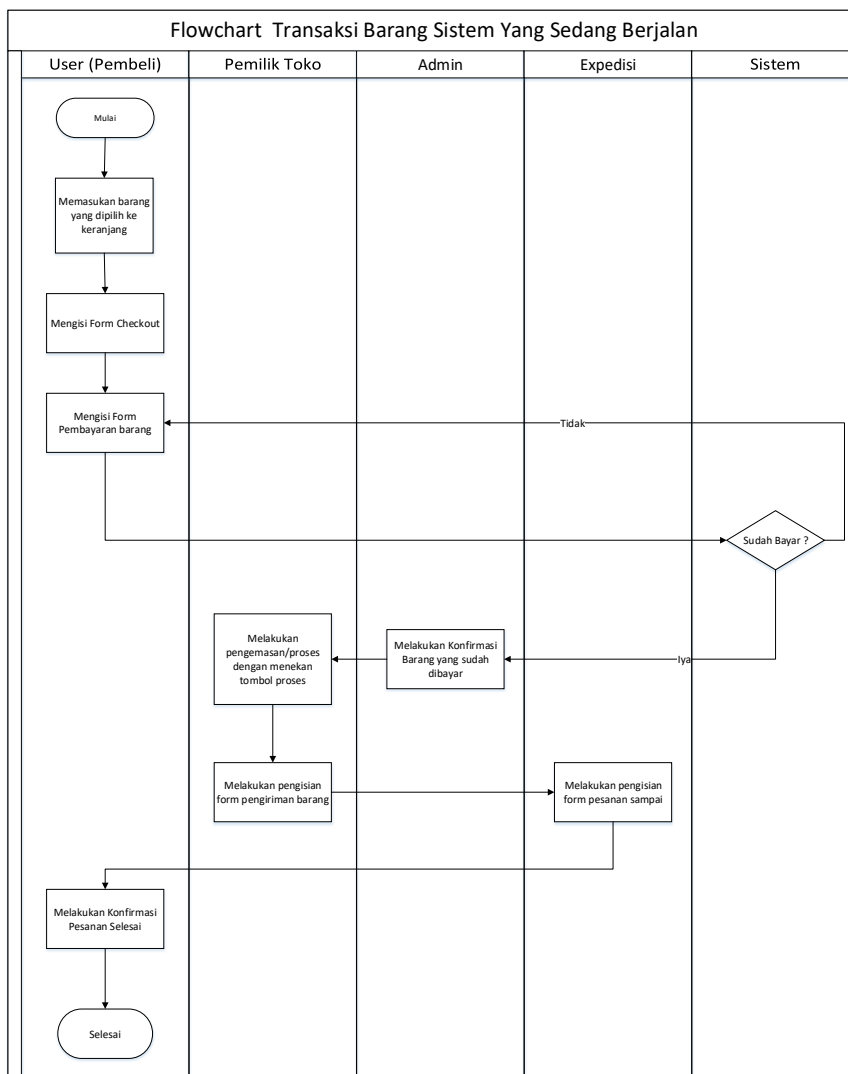 Flowchart Transaksi Barang Sistem Yang Sedang Berjalan
User (Pembeli)
Pemilik Toko
Admin
Expedisi
Sistem
Mulai
Memasukan barang
yang dipilih ke
keranjang
Mengisi Form Checkout
Mengisi Form
Pembayaran barang
Tidak
Sudah Bayar ?
Melakukan
pengemasan/proses
dengan menekan
tombol proses
Melakukan Konfirmasi
Barang yang sudah
dibayar
Iya
Melakukan pengisian
form pengiriman barang
Melakukan pengisian
form pesanan sampai
Melakukan Konfirmasi
Pesanan Selesai
Selesai